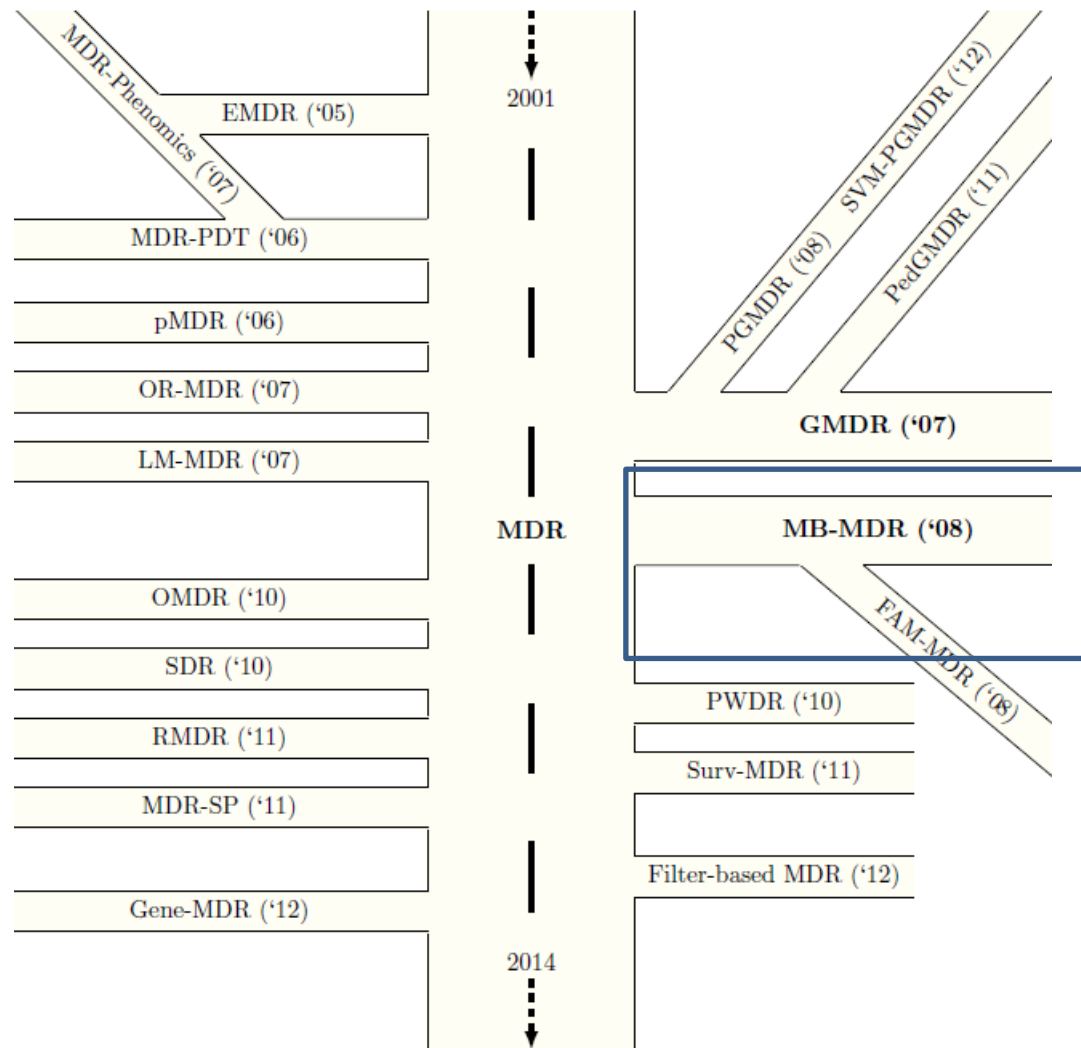 MDR-Phenomics (‘07)
EMDR (‘05)
MDR-PDT (‘06)
pMDR (‘06)
OR-MDR (‘07)
LM-MDR (‘07)
OMDR (‘10)
SDR (‘10)
RMDR (‘11)
MDR-SP (‘11)
Gene-MDR (‘12)
2001
MDR
2014
PGMDR (‘08)
SVM-PGMDR (‘12)
PedGMDR (‘11)
GMDR (‘07)
MB-MDR (‘08)
FAM-MDR (‘08)
PWDR (‘10)
Surv-MDR (‘11)
Filter-based MDR (‘12)